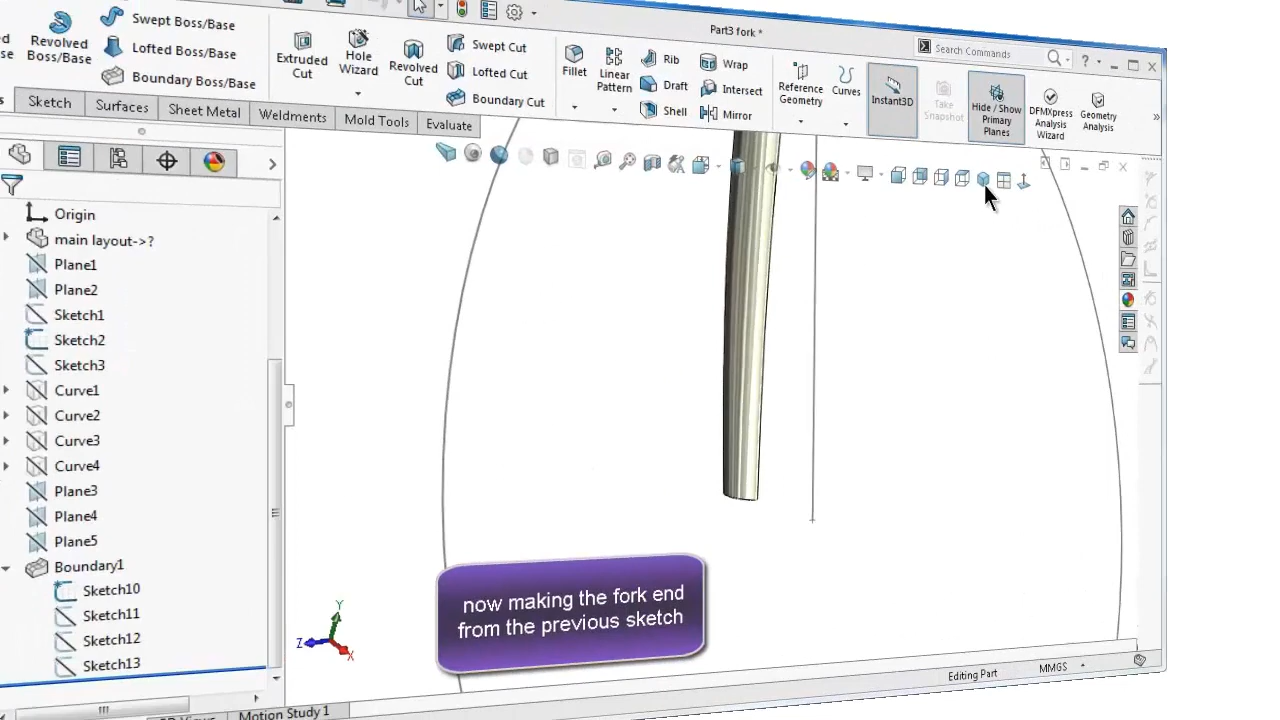 Part3 fork *
Search Commands
?
Revolved
Boss/Base
Swept Boss/Base
Lofted Boss/Base
Boundary Boss/Base
Extruded
Cut
Hole
Wizard
Revolved
Cut
Swept Cut
Lofted Cut
Boundary Cut
Fillet
Linear
Pattern
Rib
Draft
Shell
Wrap
Intersect
Mirror
Reference
Geometry
Curves
Instant3D
Take
Snapshot
Hide / Show
Primary
Planes
DFMXpress
Analysis
Wizard
Geometry
Analysis
Sketch
Surfaces
Sheet Metal
Weldments
Mold Tools
Evaluate
Origin
main layout->?
Plane1
Plane2
Sketch1
Sketch2
Sketch3
Curve1
Curve2
Curve3
Curve4
Plane3
Plane4
Plane5
Boundary1
Sketch10
Sketch11
Sketch12
Sketch13
Y
Z
X
now making the fork end
from the previous sketch
Editing Part
MMGS
Motion Study 1